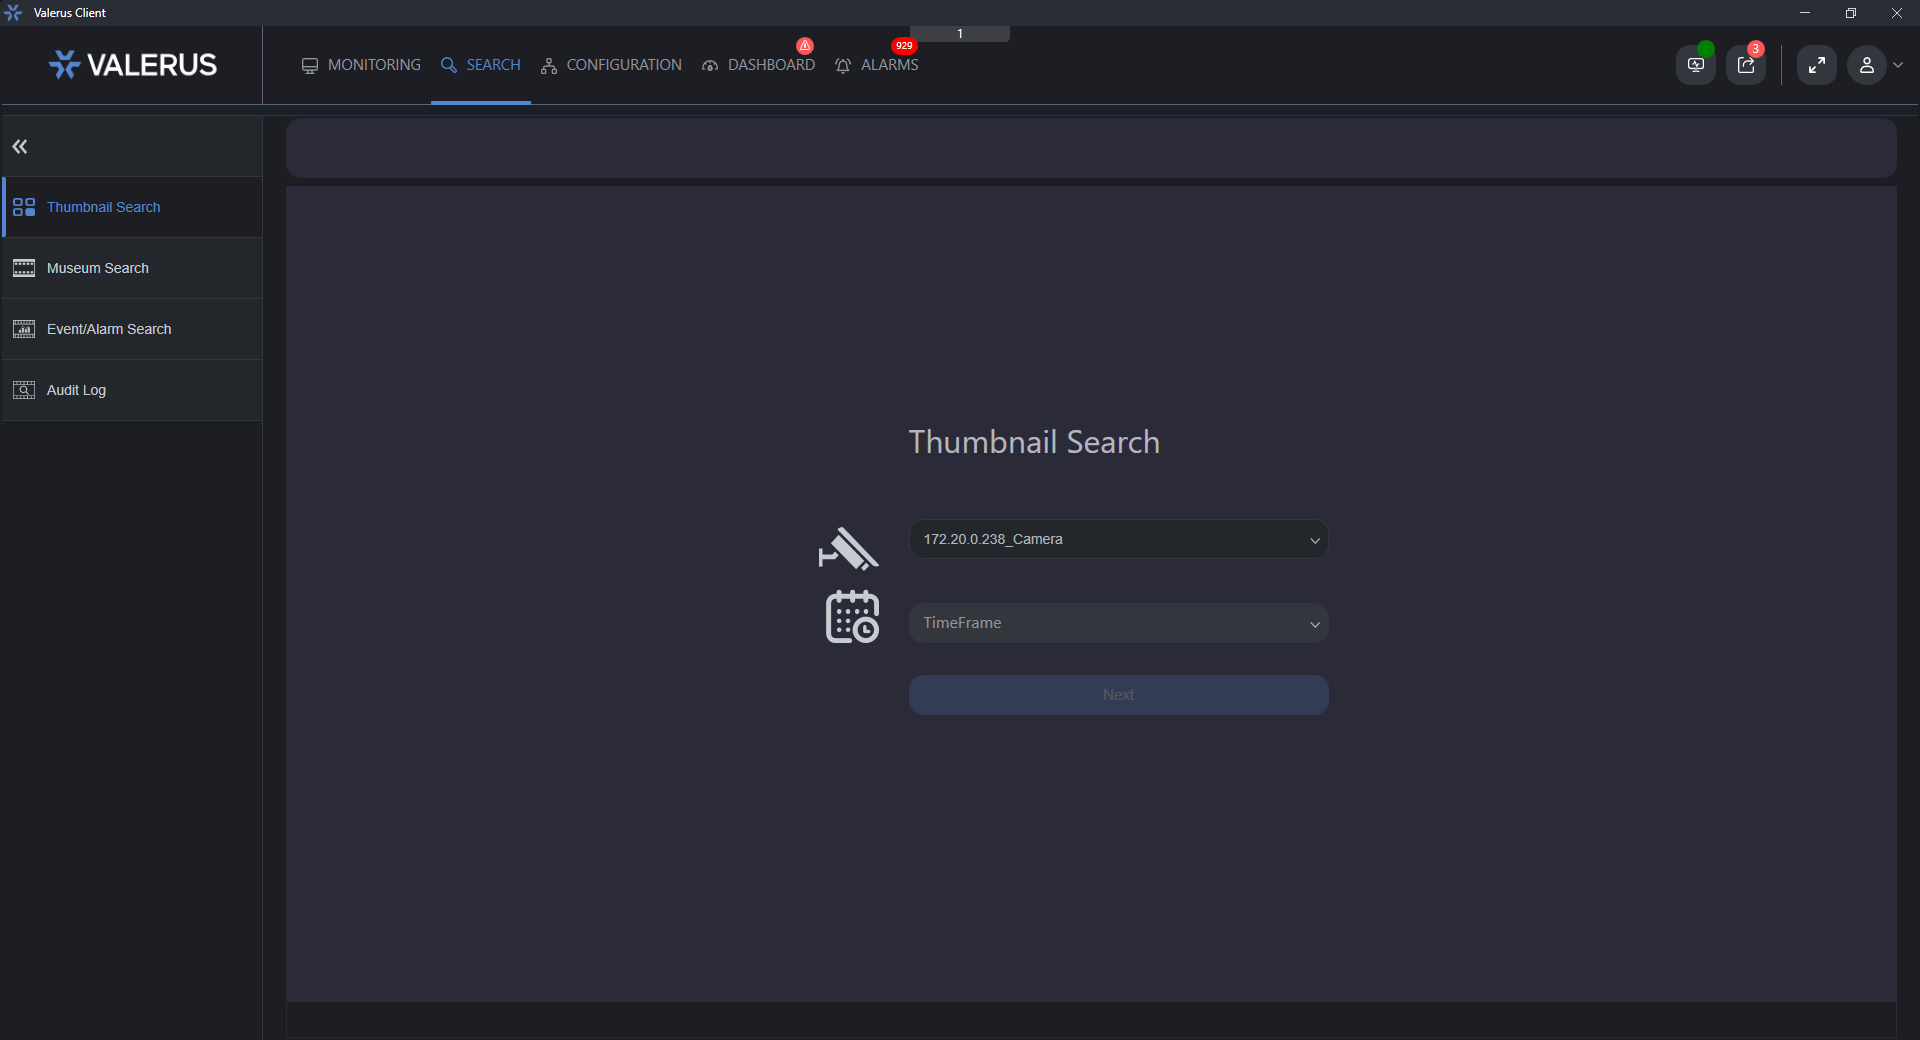 Valerus Client
1
VALERUS
MONITORING
SEARCH
CONFIGURATION
DASHBOARD
929
ALARMS
3
Thumbnail Search
Museum Search
Event/Alarm Search
Audit Log
Thumbnail Search
172.20.0.238_Camera
TimeFrame
Next